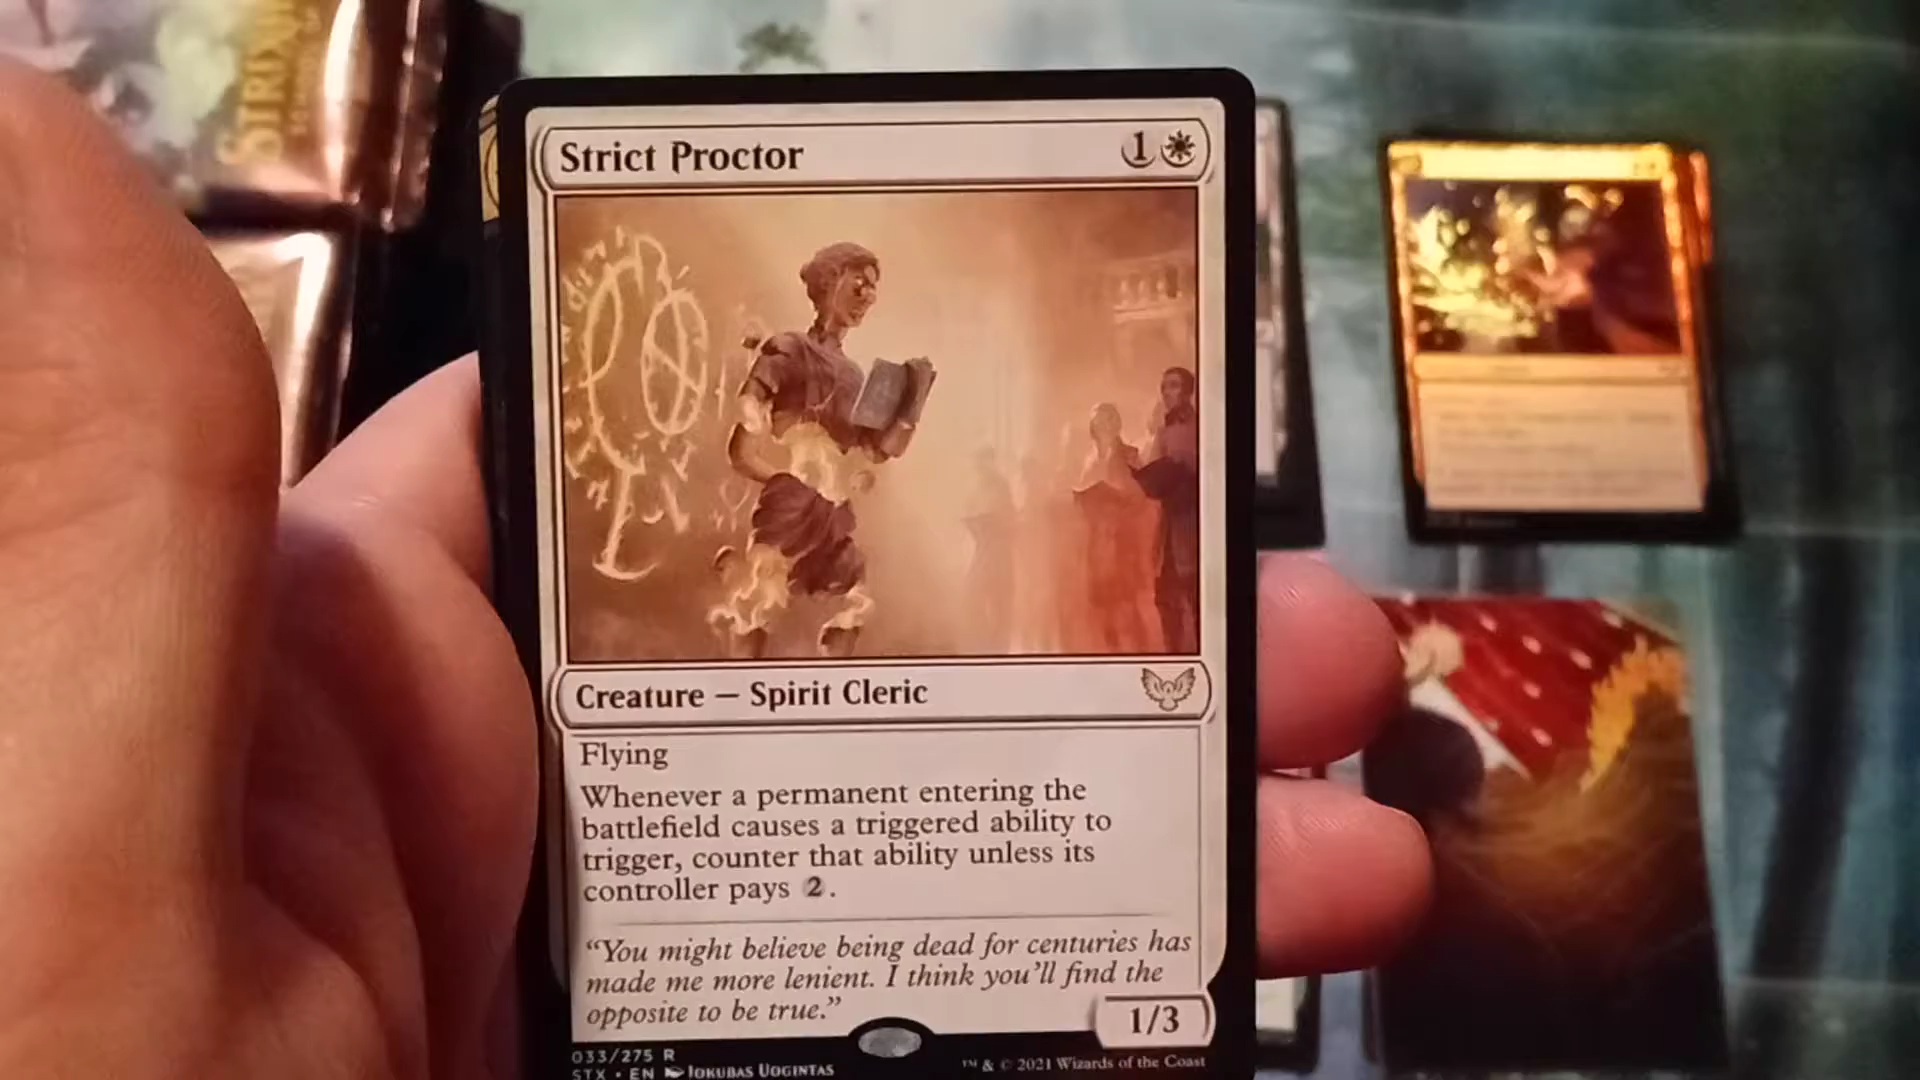 STRIX
Strict Proctor
1
Creature — Spirit Cleric
Flying
Whenever a permanent entering the
battlefield causes a triggered ability to
trigger, counter that ability unless its
controller pays 2.
“You might believe being dead for centuries has
made me more lenient. I think you’ll find the
opposite to be true.”
1/3
033/275 R
STX • EN JOKUBAS UOGINTAS
™ & © 2021 Wizards of the Coast